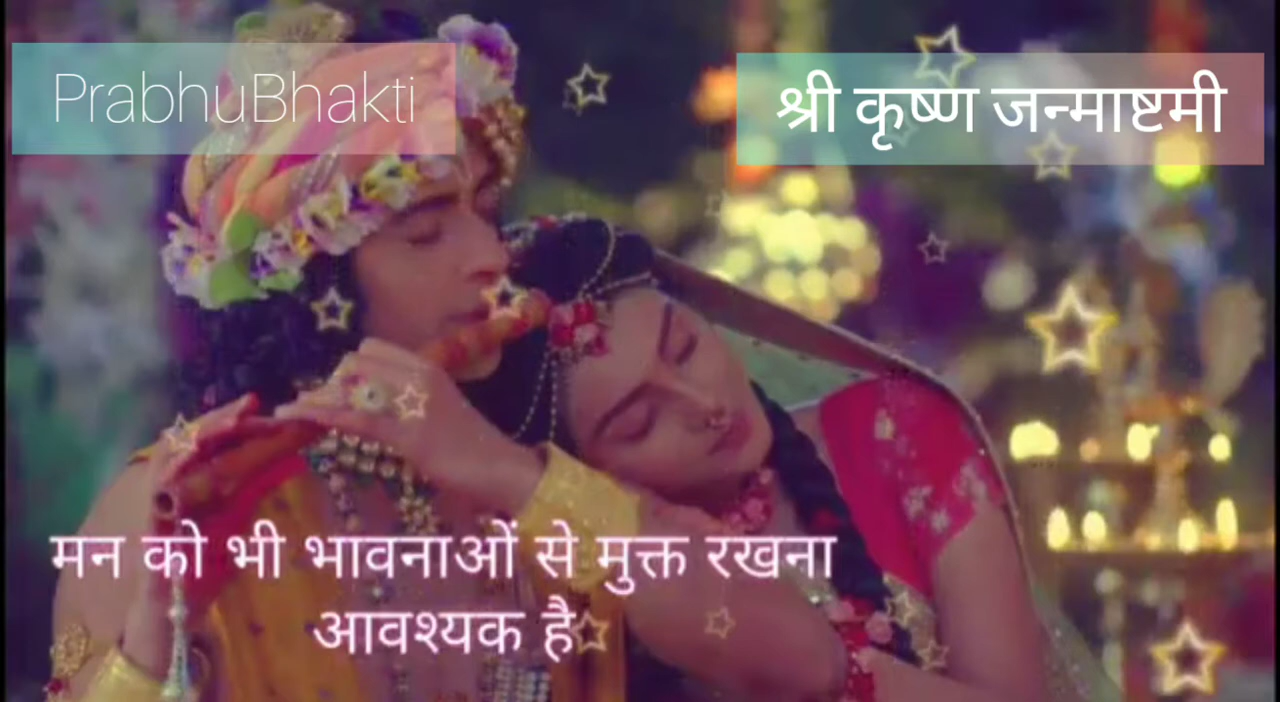 PrabhuBhakti
श्री कृष्ण जन्माष्टमी
मन को भी भावनाओं से मुक्त रखना
आवश्यक है